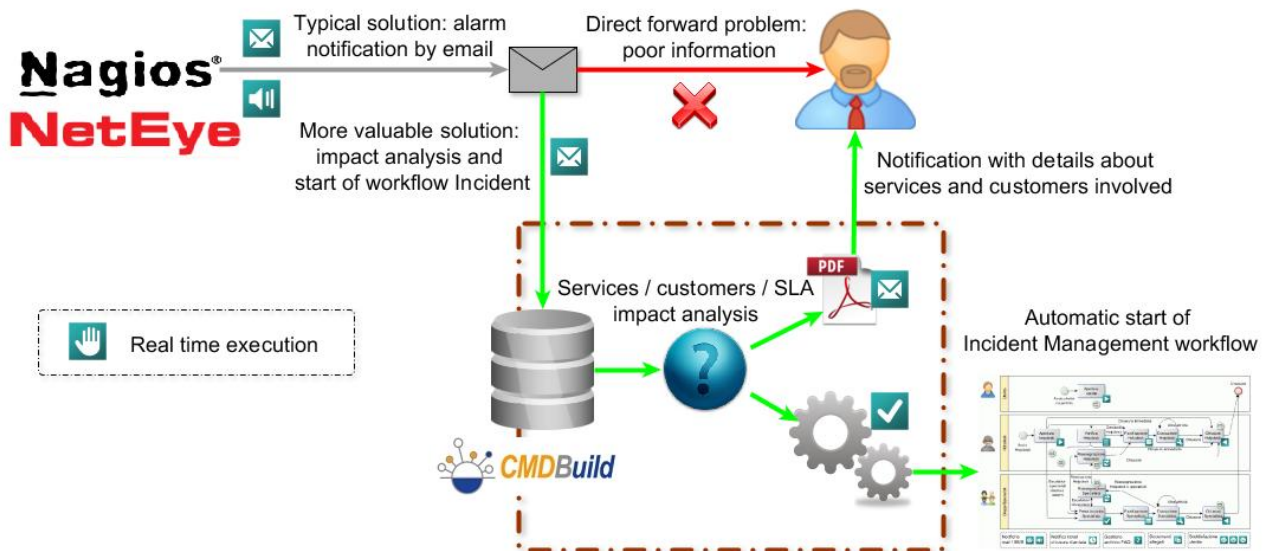 Typical solution: alarm
notification by email
Direct forward problem:
poor information
Nagios®
NetEye
More valuable solution:
impact analysis and
start of workflow Incident
Notification with details about
services and customers involved
PDF
Services / customers / SLA
impact analysis
?
Real time execution
Automatic start of
Incident Management workflow
CMDBuild